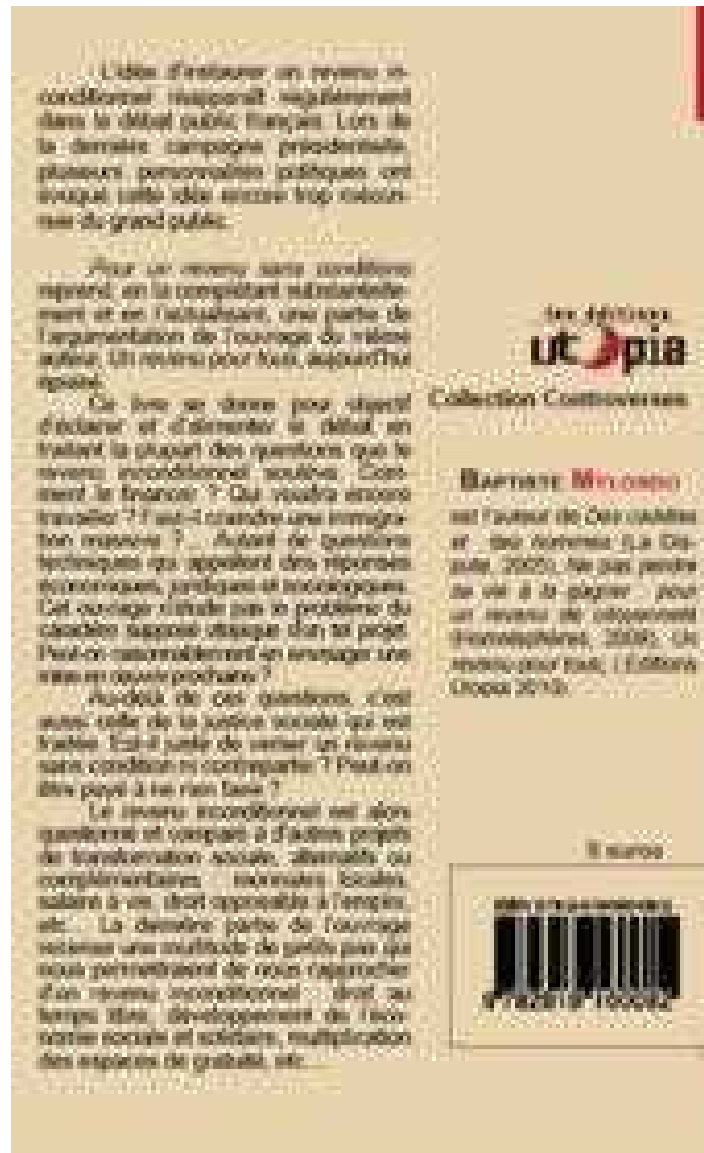 L'idée d'instaurer un revenu in-
conditionnel réapparaît régulièrement
dans le débat public français. Lors de
la dernière campagne présidentielle,
plusieurs personnalités politiques ont
évoqué cette idée encore trop mécon-
nue du grand public.
Pour un revenu sans conditions
reprend, en la complétant substantielle-
ment et en l'actualisant, une partie de
l'argumentation de l'ouvrage du même
auteur, Un revenu pour tous, aujourd'hui
épuisé.
Ce livre se donne pour objectif
d'éclairer et d'alimenter le débat en
traitant la plupart des questions que le
revenu inconditionnel soulève. Com-
ment le financer ? Qui voudra encore
travailler ? Faut-il craindre une immigra-
tion massive ?... Autant de questions
techniques qui appellent des réponses
économiques, juridiques et sociologiques.
Cet ouvrage n'élude pas le problème du
caractère supposé utopique d'un tel projet.
Peut-on raisonnablement en envisager une
mise en œuvre prochaine ?
Au-delà de ces questions, c'est
aussi celle de la justice sociale qui est
traitée. Est-il juste de verser un revenu
sans condition ni contrepartie ? Peut-on
être payé à ne rien faire ?
Le revenu inconditionnel est alors
questionné et comparé à d'autres projets
de transformation sociale, alternatifs ou
complémentaires : monnaies locales,
salaire à vie, droit opposable à l'emploi,
etc... La dernière partie de l'ouvrage
recense une multitude de petits pas qui
nous permettraient de nous rapprocher
d'un revenu inconditionnel : droit au
temps libre, développement de l'éco-
nomie sociale et solidaire, multiplication
des espaces de gratuité, etc...
les éditions
utopia
Collection Controverses
BAPTISTE MYLONDO
est l'auteur de Des caddies
et des hommes (La Dis-
pute, 2005), Ne pas perdre
sa vie à la gagner : pour
un revenu de citoyenneté
(Homnisphères, 2008), Un
revenu pour tous, (Editions
Utopia 2010).
euros